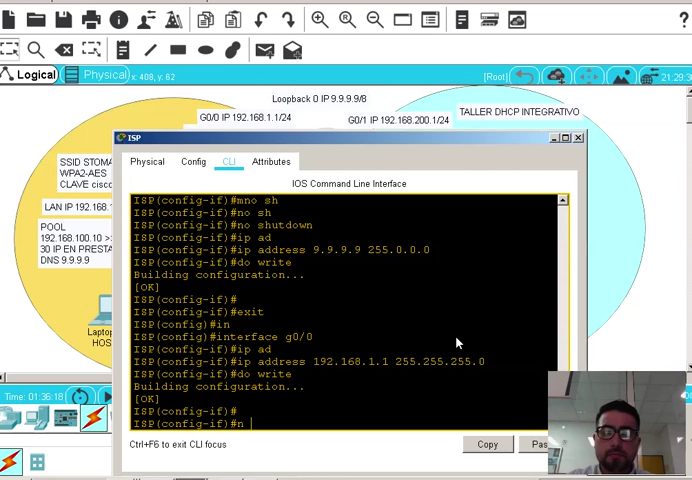 Logical
Physical
x: 408, y: 62
[Root]
21:29:3
Loopback 0 IP 9.9.9.9/8
G0/0 IP 192.168.1.1/24
G0/1 IP 192.168.200.1/24
TALLER DHCP INTEGRATIVO
SSID STOMA
WPA2-AES
CLAVE cisco
LAN IP 192.168.1
POOL
192.168.100.10 >
30 IP EN PRESTA
DNS 9.9.9.9
Laptop
HOS
ISP
Physical
Config
CLI
Attributes
IOS Command Line Interface
ISP(config-if)#mno sh
ISP(config-if)#no sh
ISP(config-if)#no shutdown
ISP(config-if)#ip ad
ISP(config-if)#ip address 9.9.9.9 255.0.0.0
ISP(config-if)#do write
Building configuration...
[OK]
ISP(config-if)#
ISP(config-if)#exit
ISP(config)#in
ISP(config)#interface g0/0
ISP(config-if)#ip ad
ISP(config-if)#ip address 192.168.1.1 255.255.255.0
ISP(config-if)#do write
Building configuration...
[OK]
ISP(config-if)#
ISP(config-if)#n
Ctrl+F6 to exit CLI focus
Copy
Pas
Time: 01:36:18